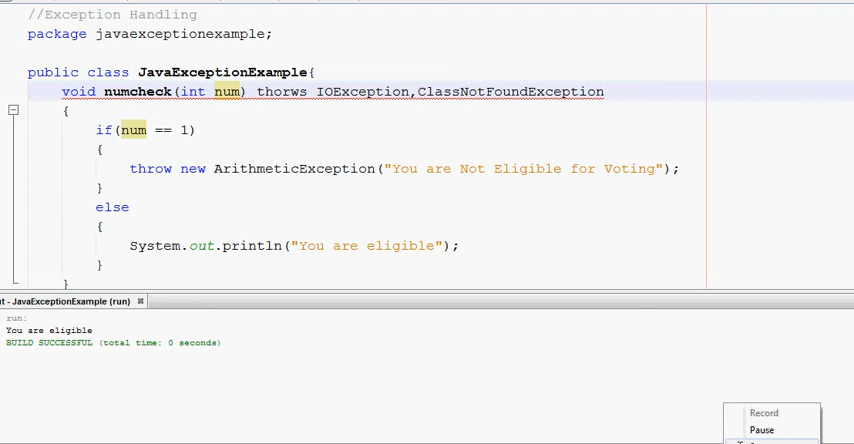 //Exception Handling
package javaexceptionexample;
public class JavaExceptionExample{
void numcheck(int num) thorws IOException,ClassNotFoundException
{
if(num == 1)
{
throw new ArithmeticException("You are Not Eligible for Voting");
}
else
{
System.out.println("You are eligible");
}
}
t - JavaExceptionExample (run)
run:
You are eligible
BUILD SUCCESSFUL (total time: 0 seconds)
Record
Pause